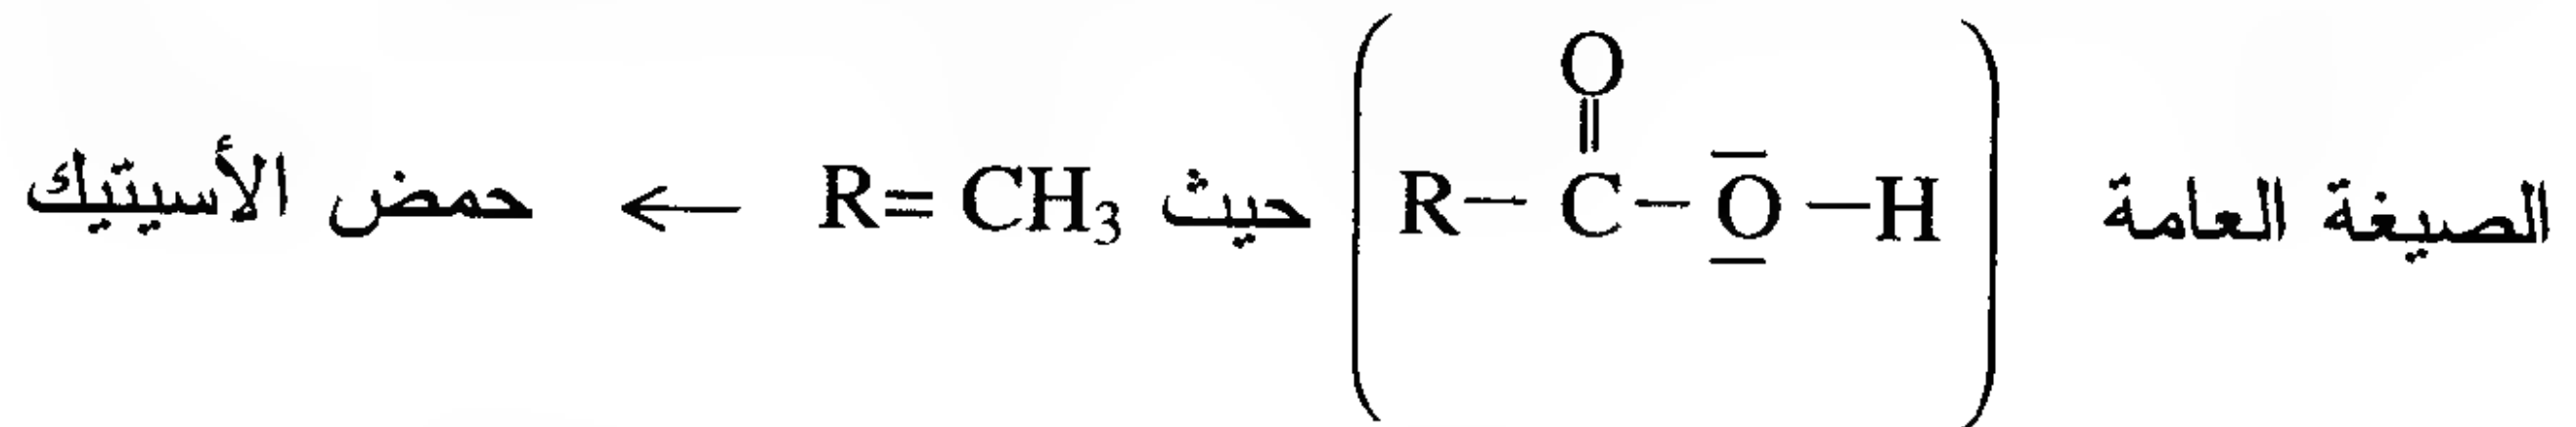 O
الصيغة العامة ( R – C – O – H ) حيث R= CH₃ ← حمض الأسيتيك